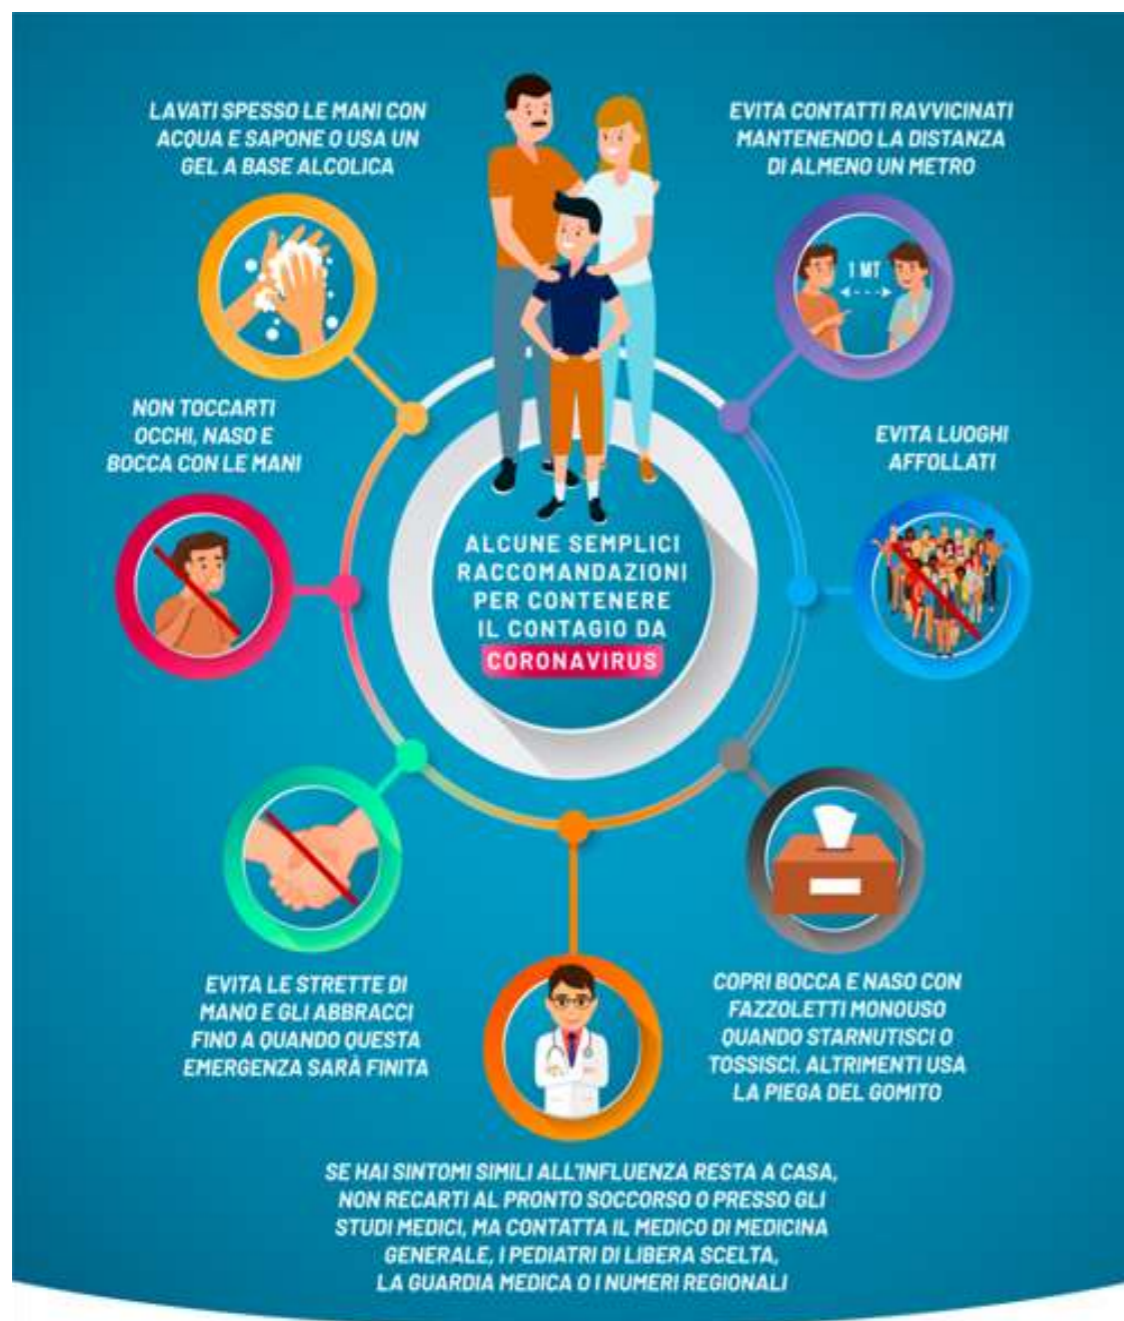 LAVATI SPESSO LE MANI CON
ACQUA E SAPONE O USA UN
GEL A BASE ALCOLICA
EVITA CONTATTI RAVVICINATI
MANTENENDO LA DISTANZA
DI ALMENO UN METRO
1 MT
NON TOCCARTI
OCCHI, NASO E
BOCCA CON LE MANI
EVITA LUOGHI
AFFOLLATI
ALCUNE SEMPLICI
RACCOMANDAZIONI
PER CONTENERE
IL CONTAGIO DA
CORONAVIRUS
EVITA LE STRETTE DI
MANO E GLI ABBRACCI
FINO A QUANDO QUESTA
EMERGENZA SARÀ FINITA
COPRI BOCCA E NASO CON
FAZZOLETTI MONOUSO
QUANDO STARNUTISCI O
TOSSISCI. ALTRIMENTI USA
LA PIEGA DEL GOMITO
SE HAI SINTOMI SIMILI ALL'INFLUENZA RESTA A CASA,
NON RECARTI AL PRONTO SOCCORSO O PRESSO GLI
STUDI MEDICI, MA CONTATTA IL MEDICO DI MEDICINA
GENERALE, I PEDIATRI DI LIBERA SCELTA,
LA GUARDIA MEDICA O I NUMERI REGIONALI